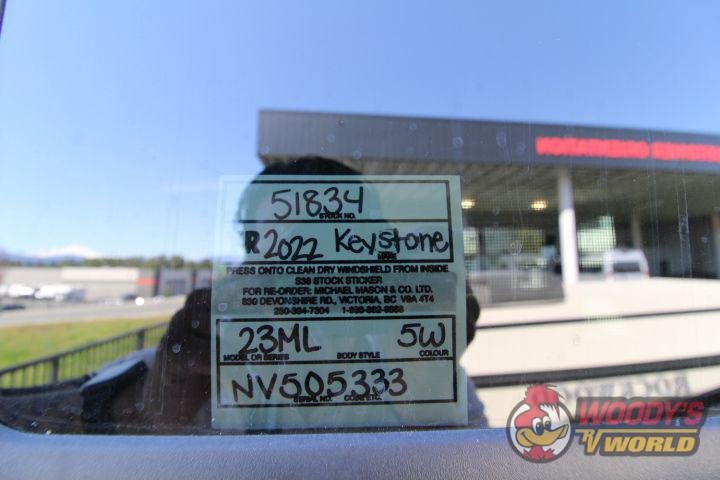 51834
STOCK NO.
R 2022 Keystone
MAKE
PRESS ONTO CLEAN DRY WINDSHIELD FROM INSIDE
S36 STOCK STICKER
FOR RE-ORDER: MICHAEL MASON & CO. LTD.
830 DEVONSHIRE RD., VICTORIA, BC V9A 4T4
23ML 5W
MODEL OR SERIES BODY STYLE COLOUR
NV505333
SERIAL NO.
WOODY'S
RV WORLD